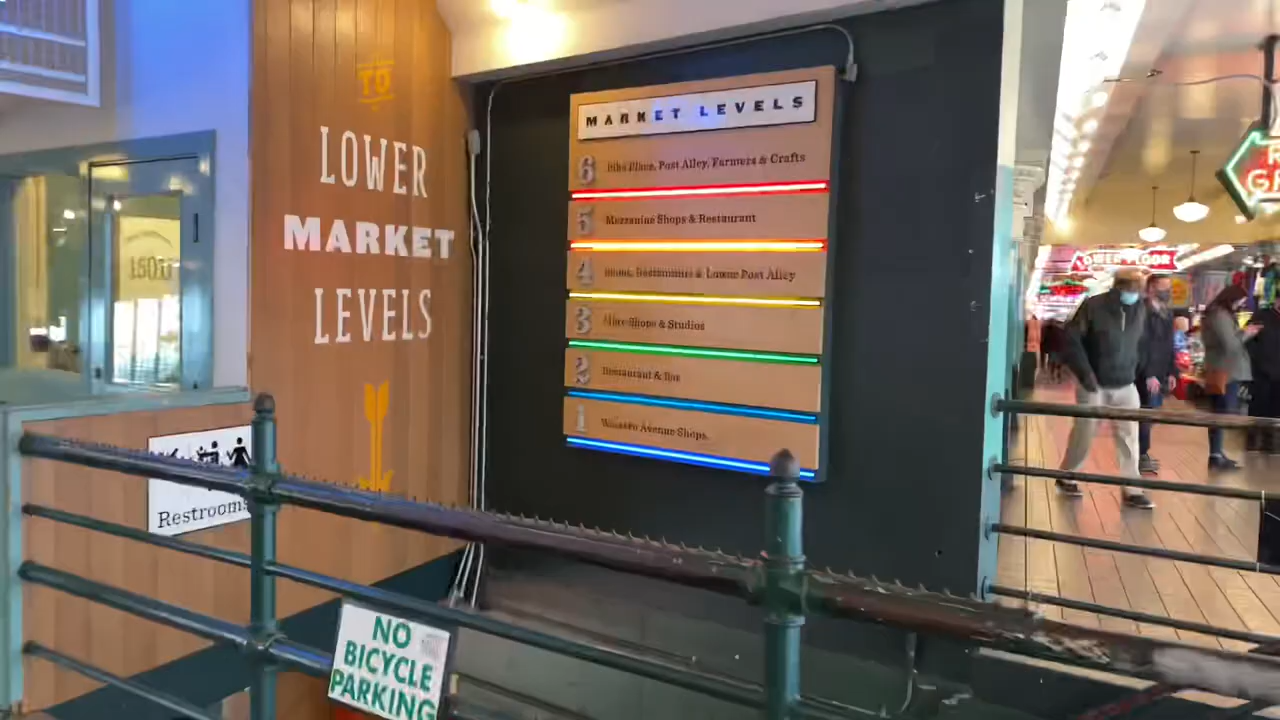 TO
LOWER
MARKET
LEVELS
MARKET LEVELS
6 Pike Place, Post Alley, Farmers & Crafts
5 Mezzanine Shops & Restaurant
4 Shops, Restaurants & Lower Post Alley
3 More Shops & Studios
2 Restaurant & Bar
1 Western Avenue Shops
Restrooms
NO
BICYCLE
PARKING
1501
LOWER FLOOR